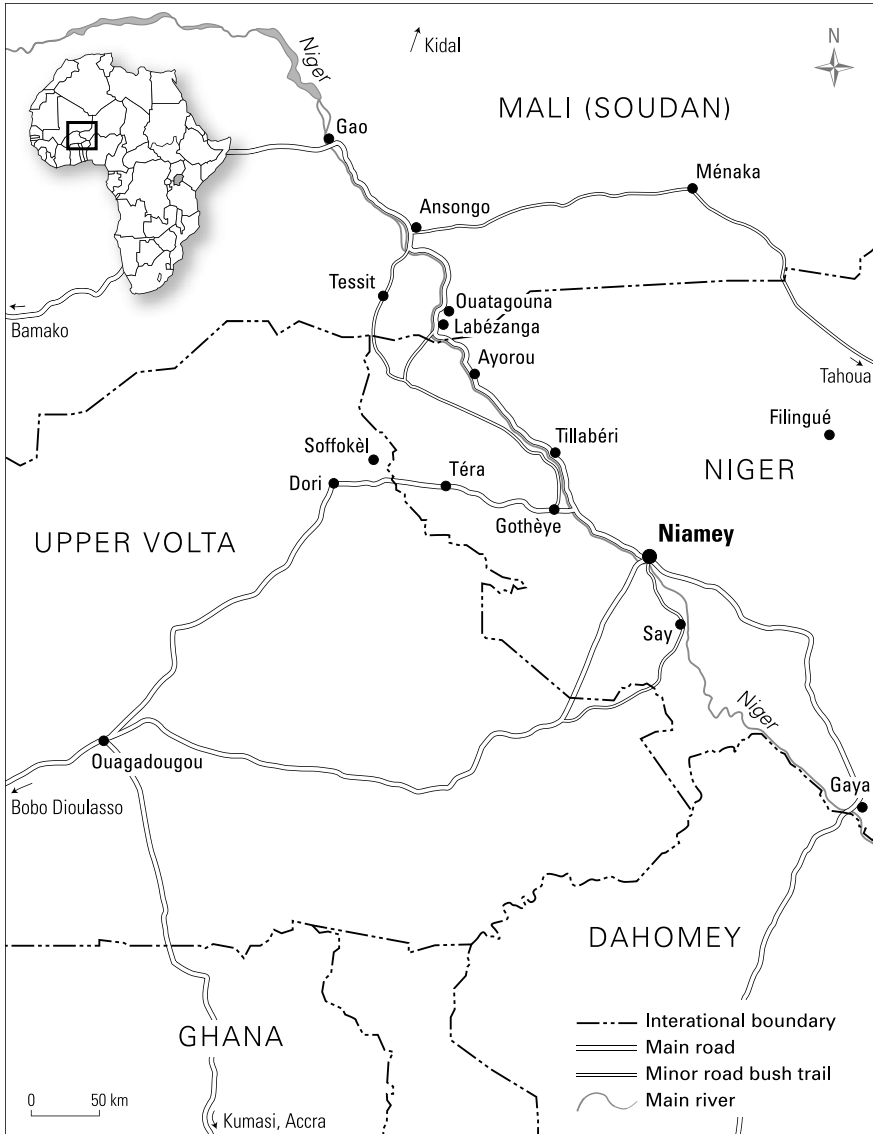 Niger
Kidal
N
MALI (SOUDAN)
Gao
Ménaka
Ansongo
Tessit
Ouatagouna
Labézanga
Bamako
Ayorou
Tahoua
Filingué
Tillabéri
Soffokèl
NIGER
Dori
Téra
Gothèye
UPPER VOLTA
Niamey
Say
Niger
Ouagadougou
Gaya
Bobo Dioulasso
DAHOMEY
GHANA
Interational boundary
Main road
Minor road bush trail
Main river
0 50 km
Kumasi, Accra